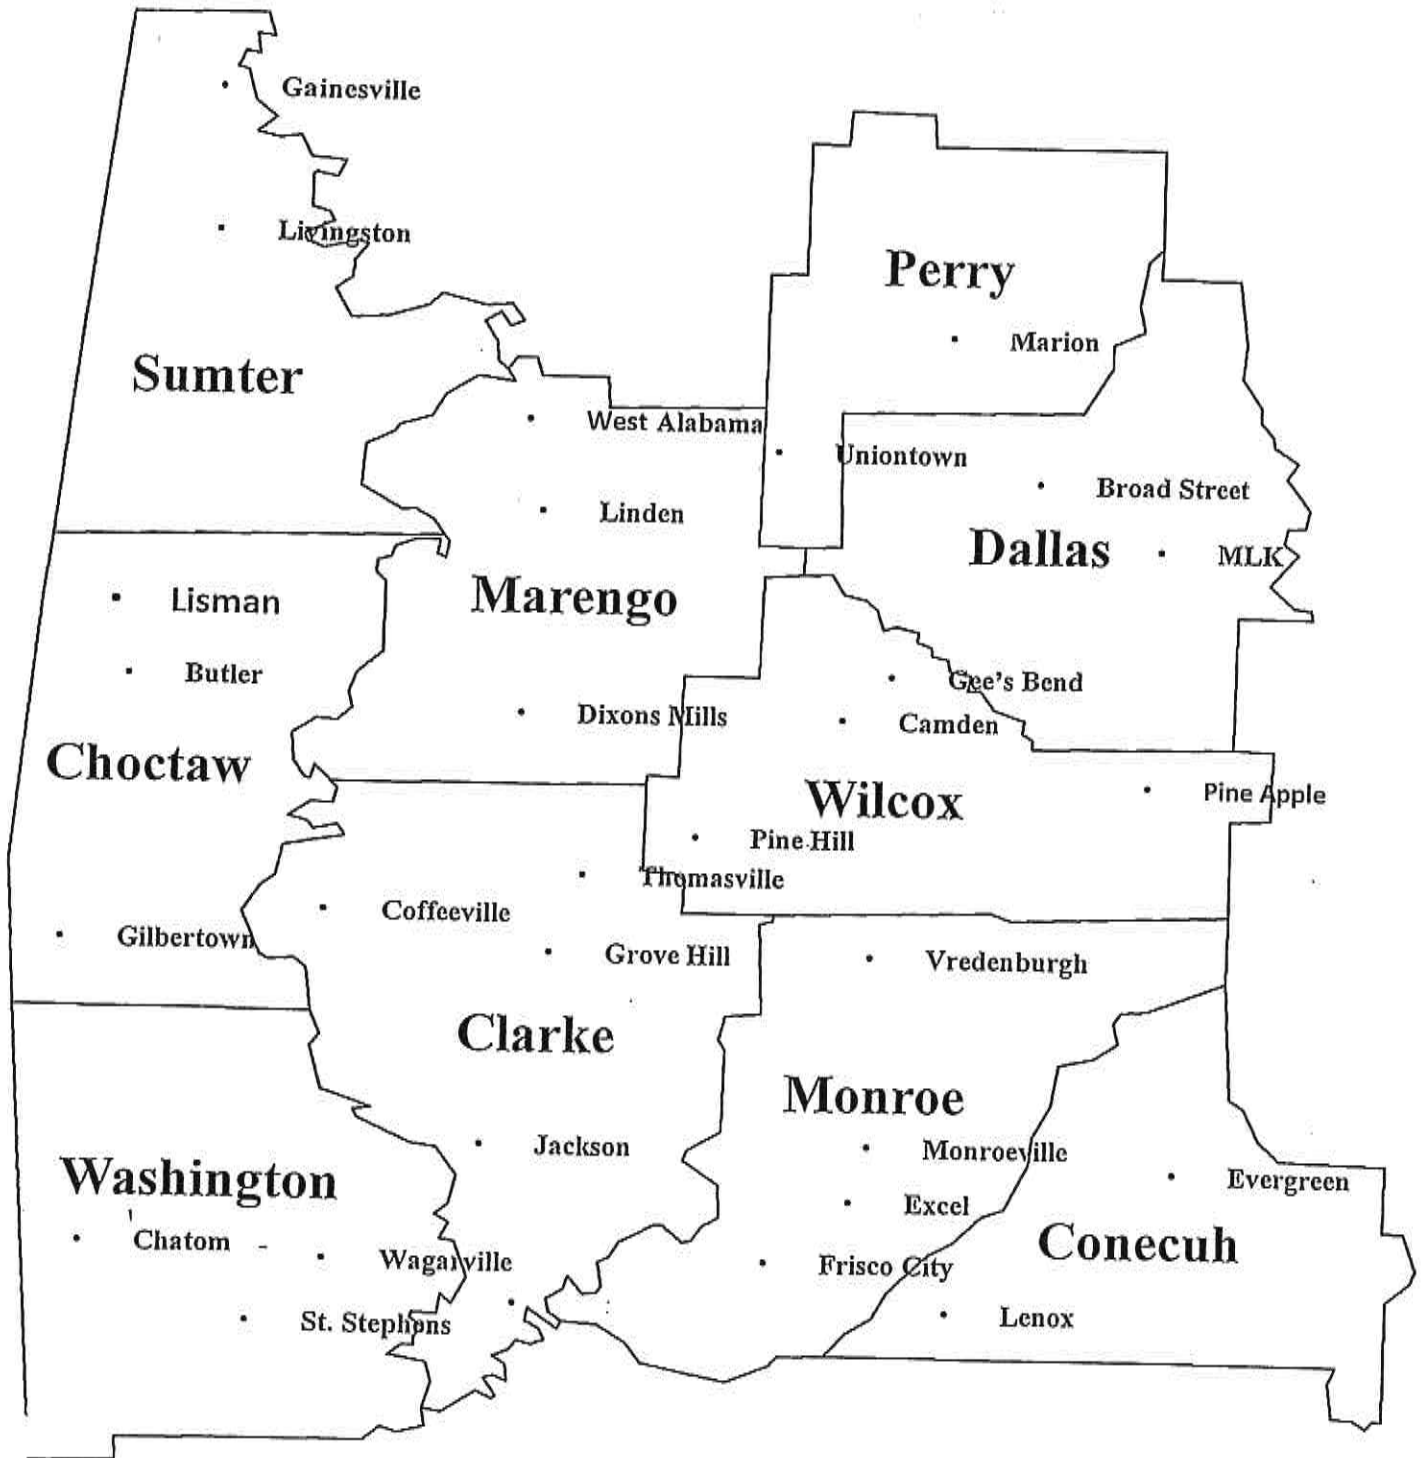 Gainesville
Livingston
Perry
Marion
Sumter
West Alabama
Uniontown
Broad Street
Linden
Dallas
MLK
Marengo
Lisman
Butler
Gee's Bend
Dixons Mills
Camden
Choctaw
Wilcox
Pine Apple
Pine Hill
Thomasville
Coffeeville
Gilbertown
Grove Hill
Vredenburgh
Clarke
Monroe
Jackson
Monroeville
Washington
Evergreen
Excel
Chatom
Conecuh
Wagarville
Frisco City
St. Stephens
Lenox